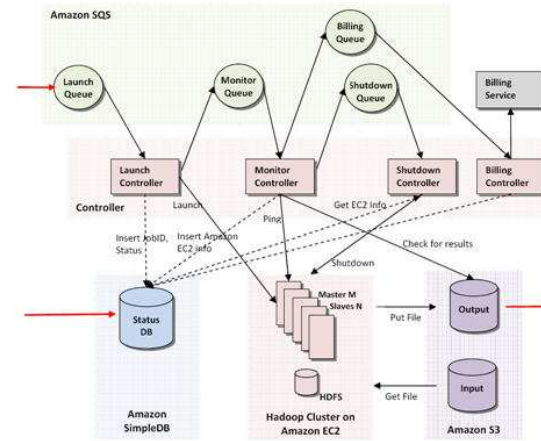 Amazon SQS
Billing
Queue
Launch
Queue
Monitor
Queue
Shutdown
Queue
Billing
Service
Launch
Controller
Monitor
Controller
Shutdown
Controller
Billing
Controller
Controller
Launch
Ping
Get EC2 Info
Insert JobID,
Status
Insert Amazon
EC2 info
Check for results
Shutdown
Status
DB
Master M
Slaves N
Put File
Output
HDFS
Get File
Input
Amazon
SimpleDB
Hadoop Cluster on
Amazon EC2
Amazon S3